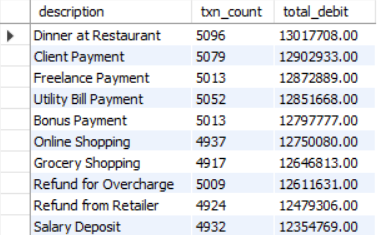 description txn_count total_debit
Dinner at Restaurant 5096 13017708.00
Client Payment 5079 12902933.00
Freelance Payment 5013 12872889.00
Utility Bill Payment 5052 12851668.00
Bonus Payment 5013 12797777.00
Online Shopping 4937 12750080.00
Grocery Shopping 4917 12646813.00
Refund for Overcharge 5009 12611631.00
Refund from Retailer 4924 12479306.00
Salary Deposit 4932 12354769.00